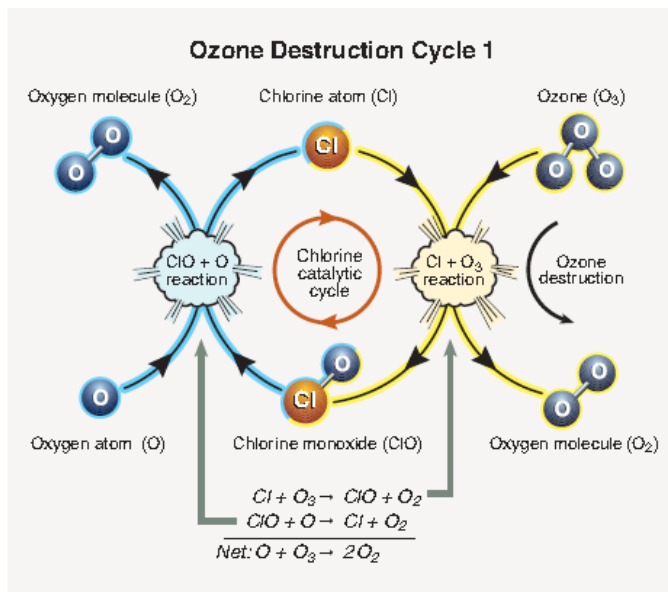 Ozone Destruction Cycle 1
Oxygen molecule (O₂)
Chlorine atom (Cl)
Ozone (O₃)
O
O
Cl
O
O
O
ClO + O
reaction
Chlorine
catalytic
cycle
Cl + O₃
reaction
Ozone
destruction
O
Cl
O
O
O
Oxygen atom (O)
Chlorine monoxide (ClO)
Oxygen molecule (O₂)
Cl + O₃ → ClO + O₂
ClO + O → Cl + O₂
Net: O + O₃ → 2O₂